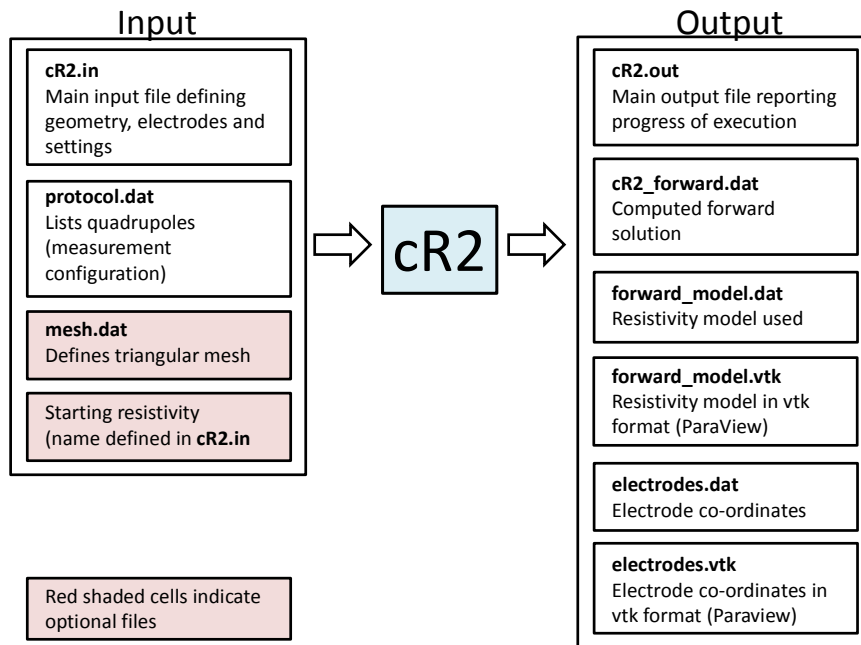 Input
cR2.in
Main input file defining
geometry, electrodes and
settings
protocol.dat
Lists quadrupoles
(measurement
configuration)
mesh.dat
Defines triangular mesh
Starting resistivity
(name defined in cR2.in
Red shaded cells indicate
optional files
cR2
Output
cR2.out
Main output file reporting
progress of execution
cR2_forward.dat
Computed forward
solution
forward_model.dat
Resistivity model used
forward_model.vtk
Resistivity model in vtk
format (ParaView)
electrodes.dat
Electrode co-ordinates
electrodes.vtk
Electrode co-ordinates in
vtk format (Paraview)